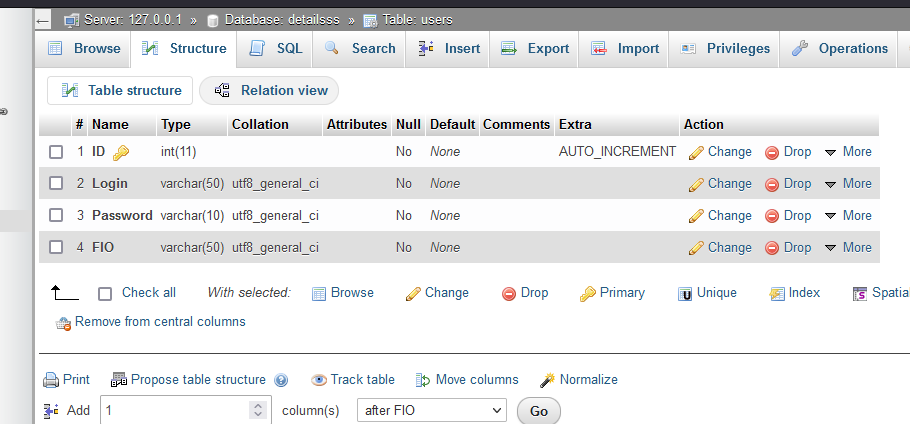 Server: 127.0.0.1 » Database: detailsss » Table: users
Browse Structure SQL Search Insert Export Import Privileges Operations
Table structure Relation view
# Name Type Collation Attributes Null Default Comments Extra Action
1 ID int(11) No None AUTO_INCREMENT Change Drop More
2 Login varchar(50) utf8_general_ci No None Change Drop More
3 Password varchar(10) utf8_general_ci No None Change Drop More
4 FIO varchar(50) utf8_general_ci No None Change Drop More
Check all With selected: Browse Change Drop Primary Unique Index Spatia
Remove from central columns
Print Propose table structure Track table Move columns Normalize
Add 1 column(s) after FIO Go